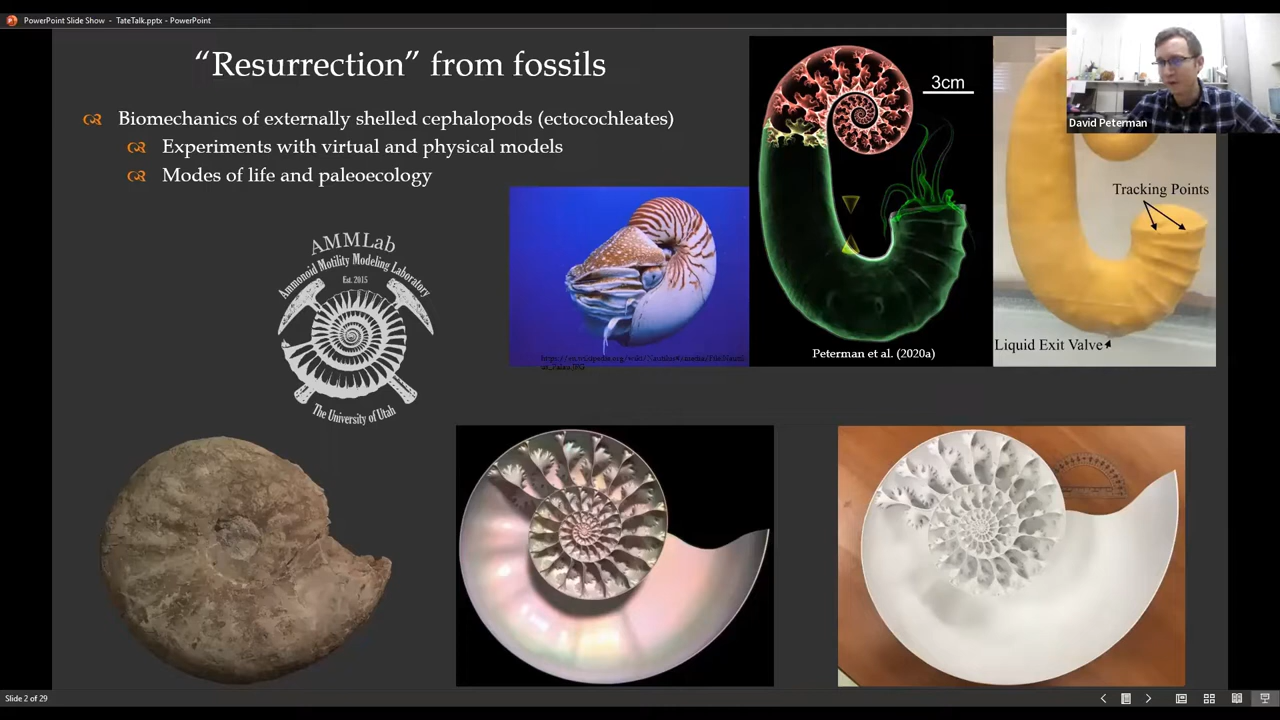 PowerPoint Slide Show - TateTalk.pptx - PowerPoint
“Resurrection” from fossils
Biomechanics of externally shelled cephalopods (ectocochleates)
Experiments with virtual and physical models
Modes of life and paleoecology
3cm
David Peterman
Tracking Points
Liquid Exit Valve
Peterman et al. (2020a)
AMMLab
Ammonoid Motility Modeling Laboratory
Est. 2015
The University of Utah
Slide 2 of 29